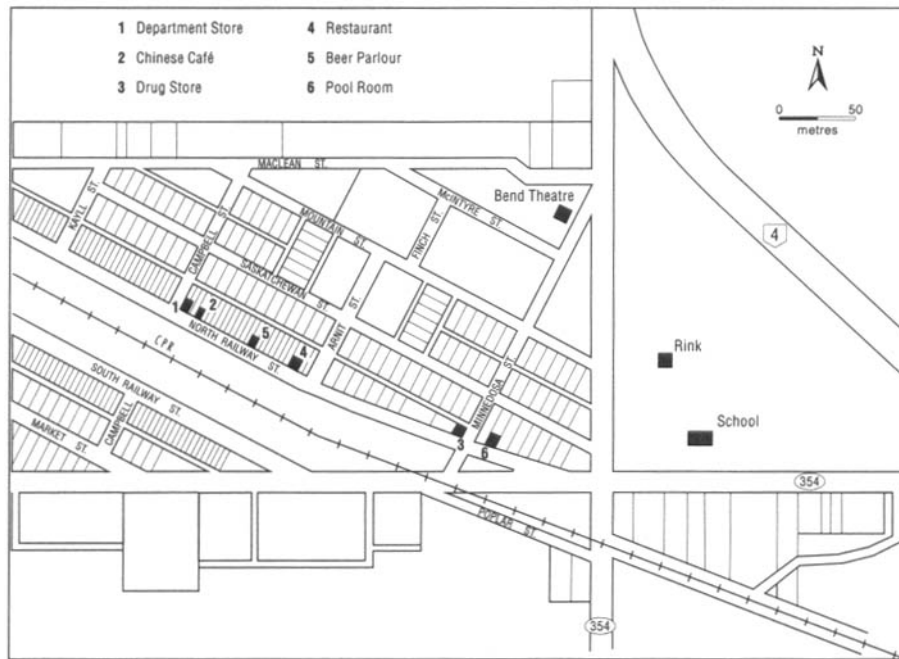 1 Department Store
2 Chinese Café
3 Drug Store
4 Restaurant
5 Beer Parlour
6 Pool Room
N
0 50
metres
MACLEAN ST.
Bend Theatre
McINTYRE ST.
KAYLL ST.
CAMPBELL ST.
MOUNTAIN ST.
FINCH ST.
4
SASKATCHEWAN ST.
ARNIT ST.
1
2
5
4
NORTH RAILWAY ST.
CPR
Rink
MINNEDOSA ST.
SOUTH RAILWAY ST.
CAMPBELL
MARKET ST.
3
6
School
354
POPLAR ST.
354